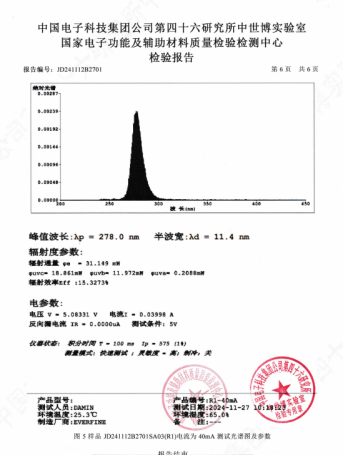 中国电子科技集团公司第四十六研究所中世博实验室
国家电子功能及辅助材料质量检验检测中心
检验报告
报告编号: JD241112B2701 第 6 页 共 6 页
绝对光谱
0.00287
0.00239
0.00191
0.00144
0.00096
0.00048
0.00000
200 250 300 350 400 450
波 长(nm)
峰值波长:λp = 278.0 nm 半波宽:λd = 11.4 nm
辐射度参数:
辐射通量 φe = 31.149 mW
φuvc= 18.861mW φuvb= 11.972mW φuva= 0.2088mW
辐射效率Eff :15.3273%
电参数:
电压 V = 5.08331 V 电流I = 0.03998 A
反向漏电流 IR = 0.0000uA 测试条件: 5V
仪器状态: 积分时间 T = 100 ms Ip = 575 (1%)
测量模式: 快速测试 ; 灵敏度 = 高; 制冷: 关
产品型号: 产品编号:R1-40mA
测试人员:DAMIN 测试日期:2024-11-27 10:18:23
环境温度:25.3℃ 环境湿度:65.0%
制造厂商:EVERFINE 备 注:---
图 5 样品 JD241112B2701SA03(R1)电流为 40mA 测试光谱图及参数
报告结束